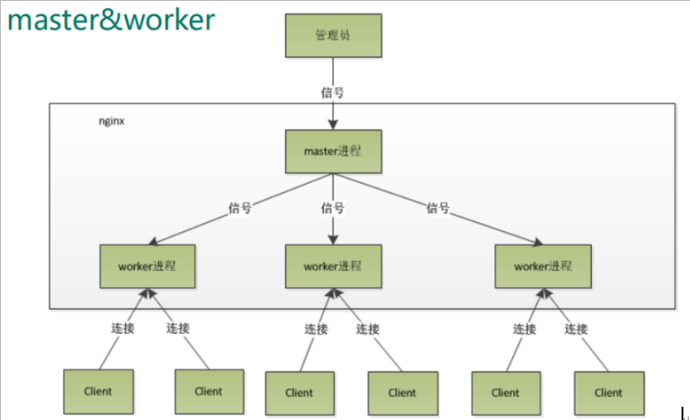 master&worker
管理员
信号
nginx
master进程
信号
信号
信号
worker进程
worker进程
worker进程
连接
连接
连接
连接
连接
连接
Client
Client
Client
Client
Client
Client